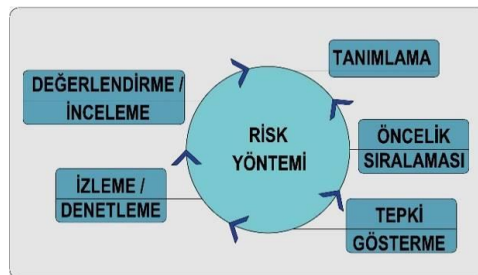 TANIMLAMA
DEĞERLENDİRME /
İNCELEME
RİSK
YÖNTEMİ
ÖNCELİK
SIRALAMASI
İZLEME /
DENETLEME
TEPKİ
GÖSTERME